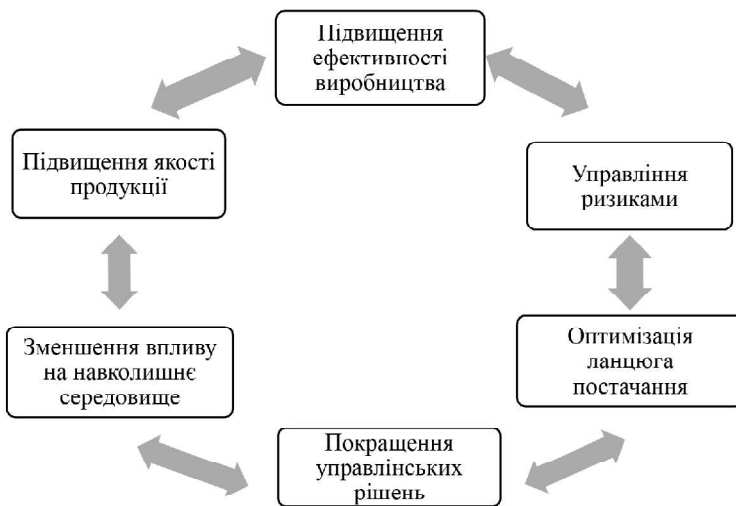 Підвищення
ефективності
виробництва
Управління
ризиками
Оптимізація
ланцюга
постачання
Покращення
управлінських
рішень
Зменшення впливу
на навколишнє
середовище
Підвищення якості
продукції